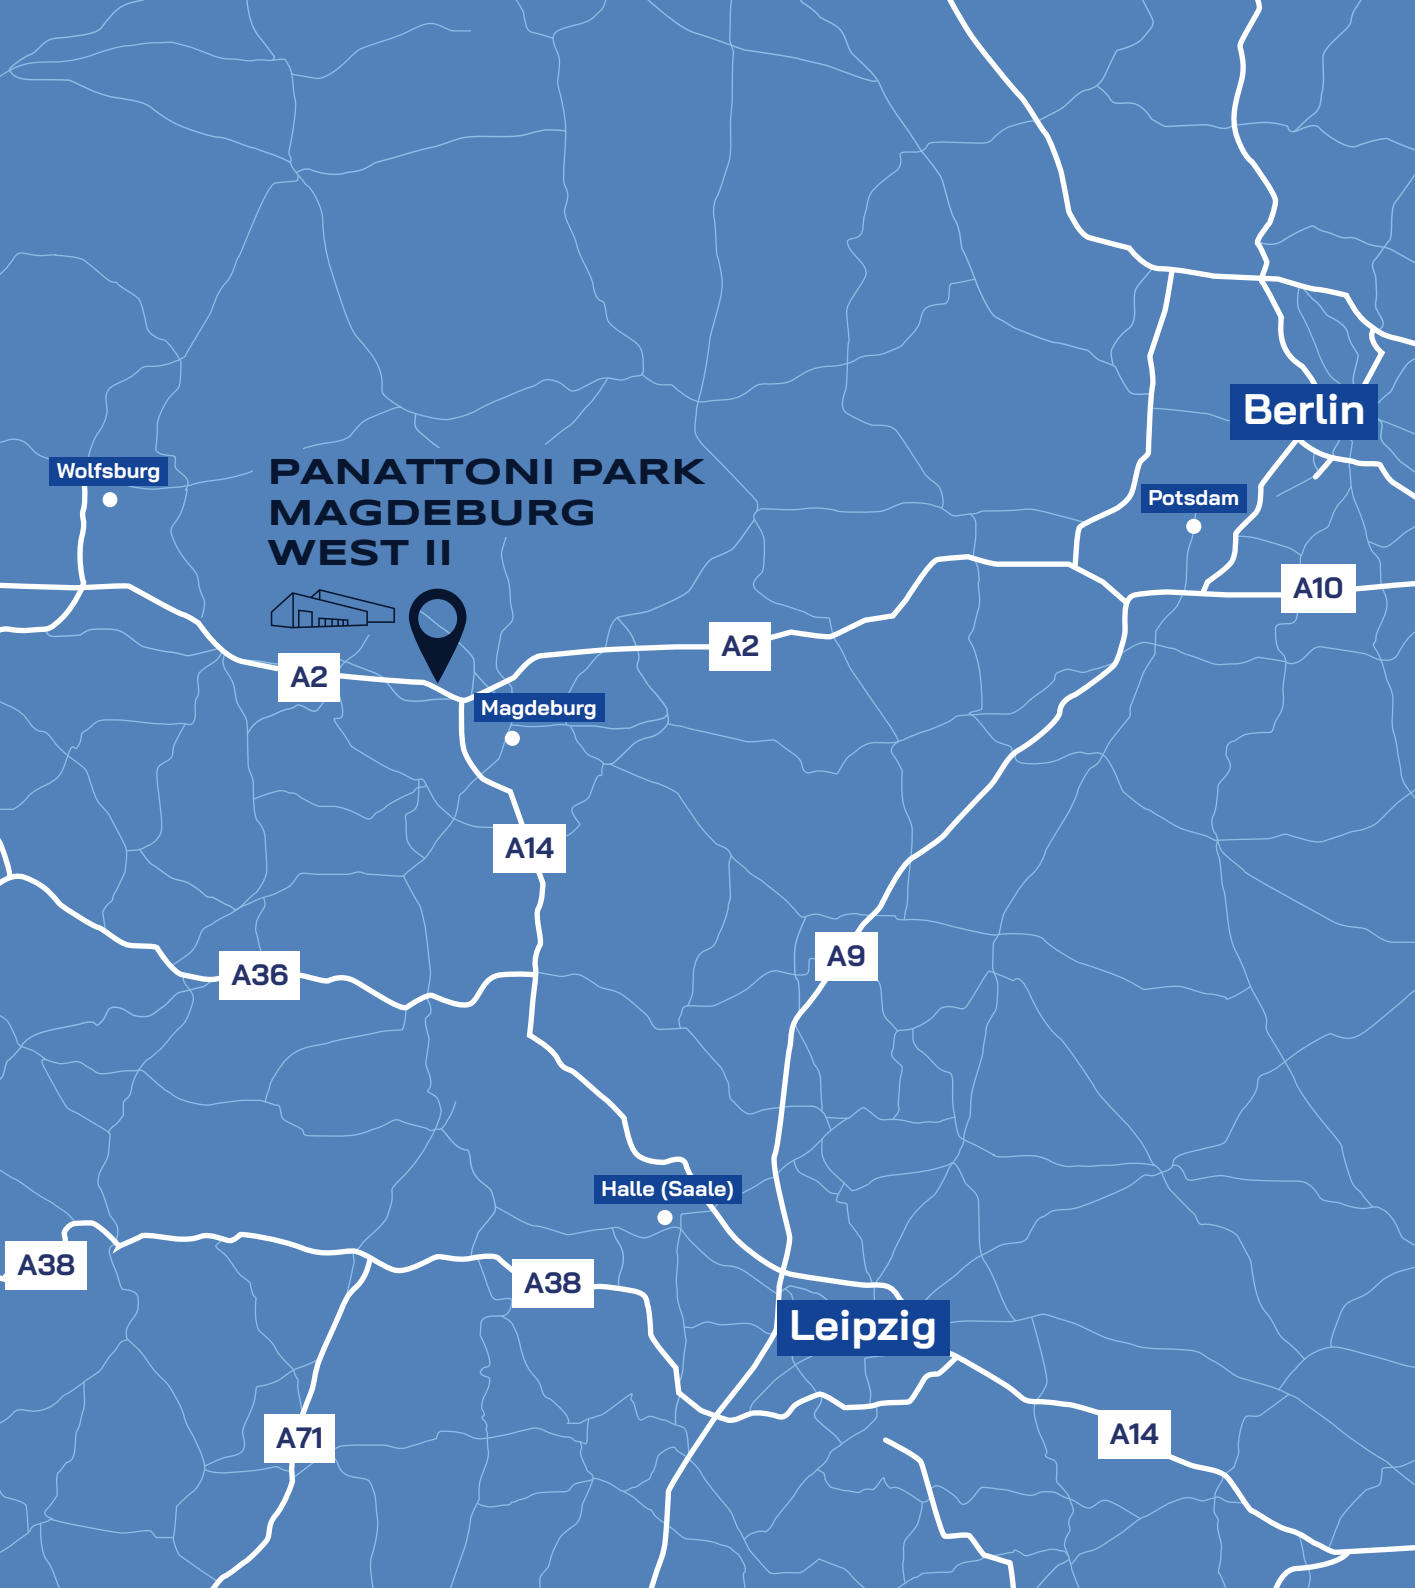 Berlin
Wolfsburg
PANATTONI PARK
MAGDEBURG
WEST II
Potsdam
A10
A2
A2
Magdeburg
A14
A9
A36
Halle (Saale)
A38
A38
Leipzig
A71
A14